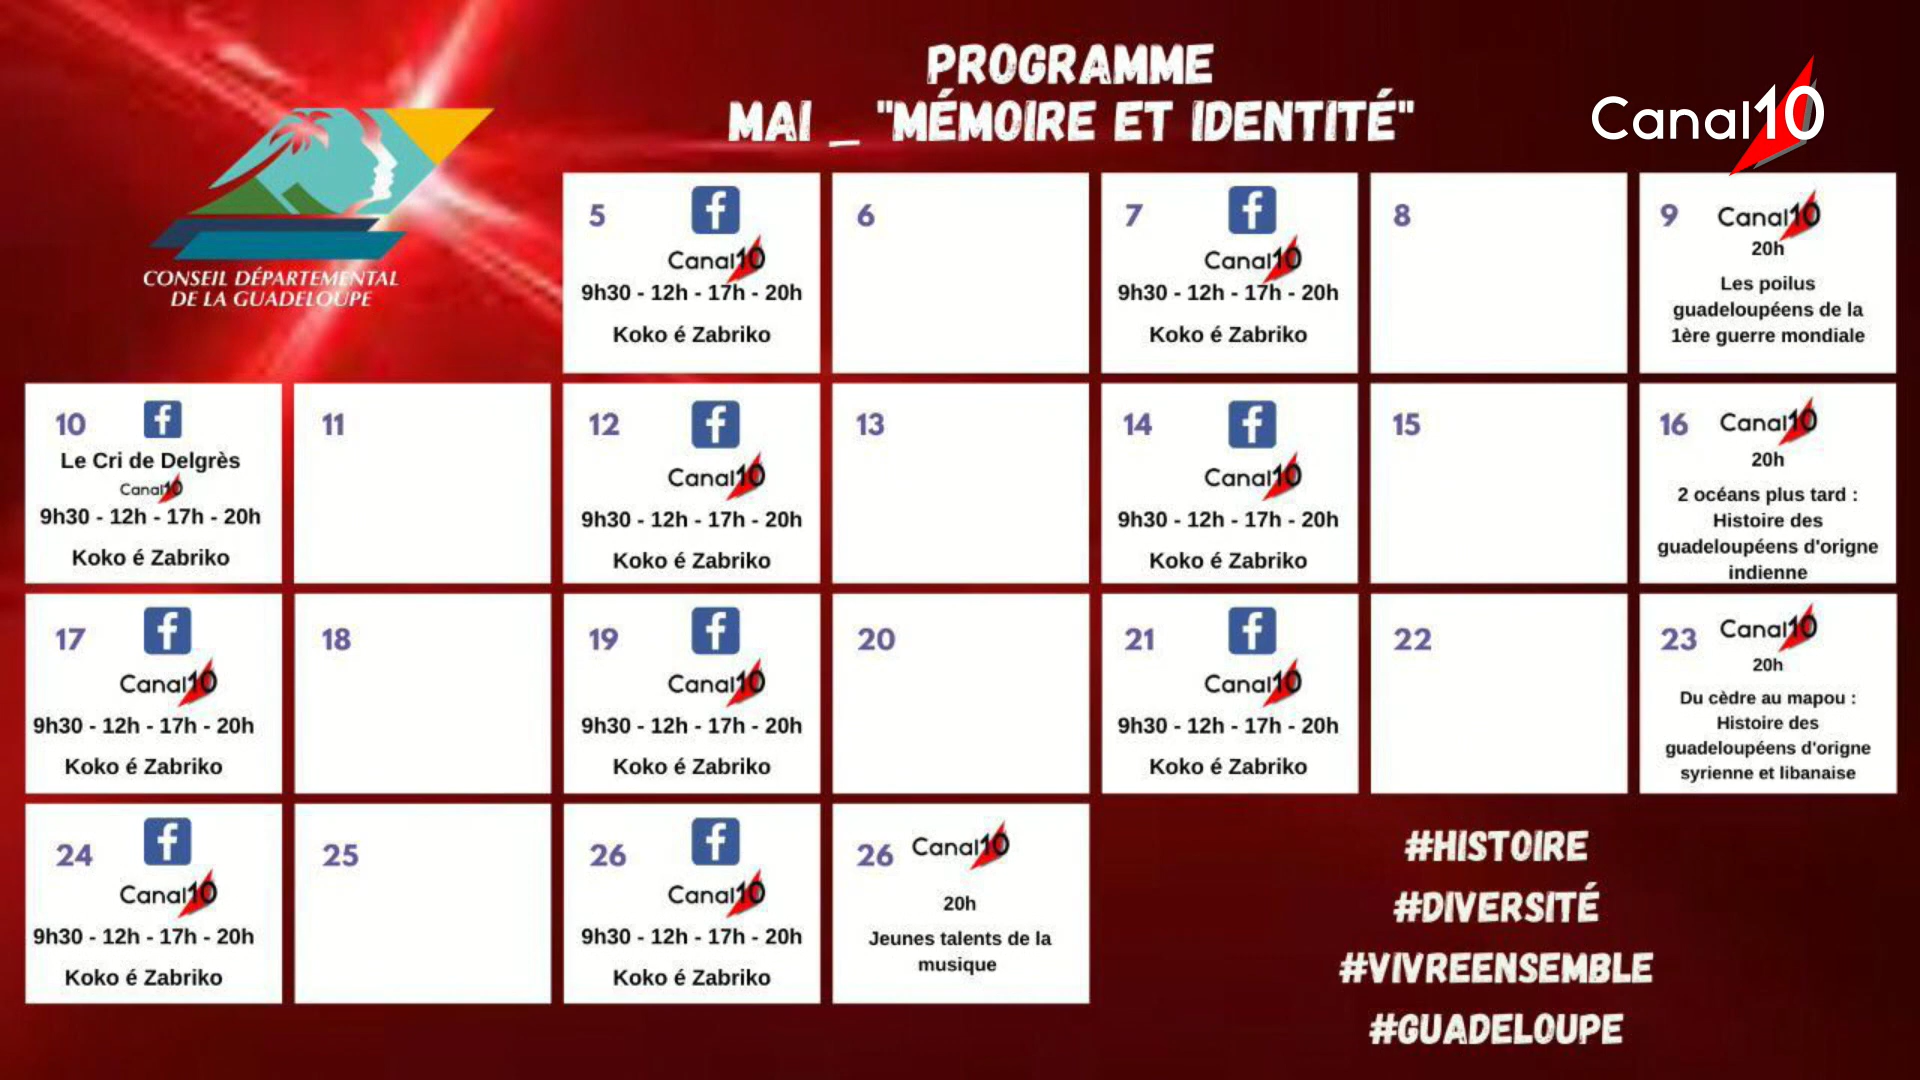 PROGRAMME
MAI _ "MÉMOIRE ET IDENTITÉ"
Canal10
CONSEIL DÉPARTEMENTAL
DE LA GUADELOUPE
5
Canal10
9h30 - 12h - 17h - 20h
Koko é Zabriko
6
7
Canal10
9h30 - 12h - 17h - 20h
Koko é Zabriko
8
9 Canal10
20h
Les poilus
guadeloupéens de la
1ère guerre mondiale
10
Le Cri de Delgrès
Canal10
9h30 - 12h - 17h - 20h
Koko é Zabriko
11
12
Canal10
9h30 - 12h - 17h - 20h
Koko é Zabriko
13
14
Canal10
9h30 - 12h - 17h - 20h
Koko é Zabriko
15
16 Canal10
20h
2 océans plus tard :
Histoire des
guadeloupéens d'origne
indienne
17
Canal10
9h30 - 12h - 17h - 20h
Koko é Zabriko
18
19
Canal10
9h30 - 12h - 17h - 20h
Koko é Zabriko
20
21
Canal10
9h30 - 12h - 17h - 20h
Koko é Zabriko
22
23 Canal10
20h
Du cèdre au mapou :
Histoire des
guadeloupéens d'origne
syrienne et libanaise
24
Canal10
9h30 - 12h - 17h - 20h
Koko é Zabriko
25
26
Canal10
9h30 - 12h - 17h - 20h
Koko é Zabriko
26 Canal10
20h
Jeunes talents de la
musique
#HISTOIRE
#DIVERSITÉ
#VIVREENSEMBLE
#GUADELOUPE